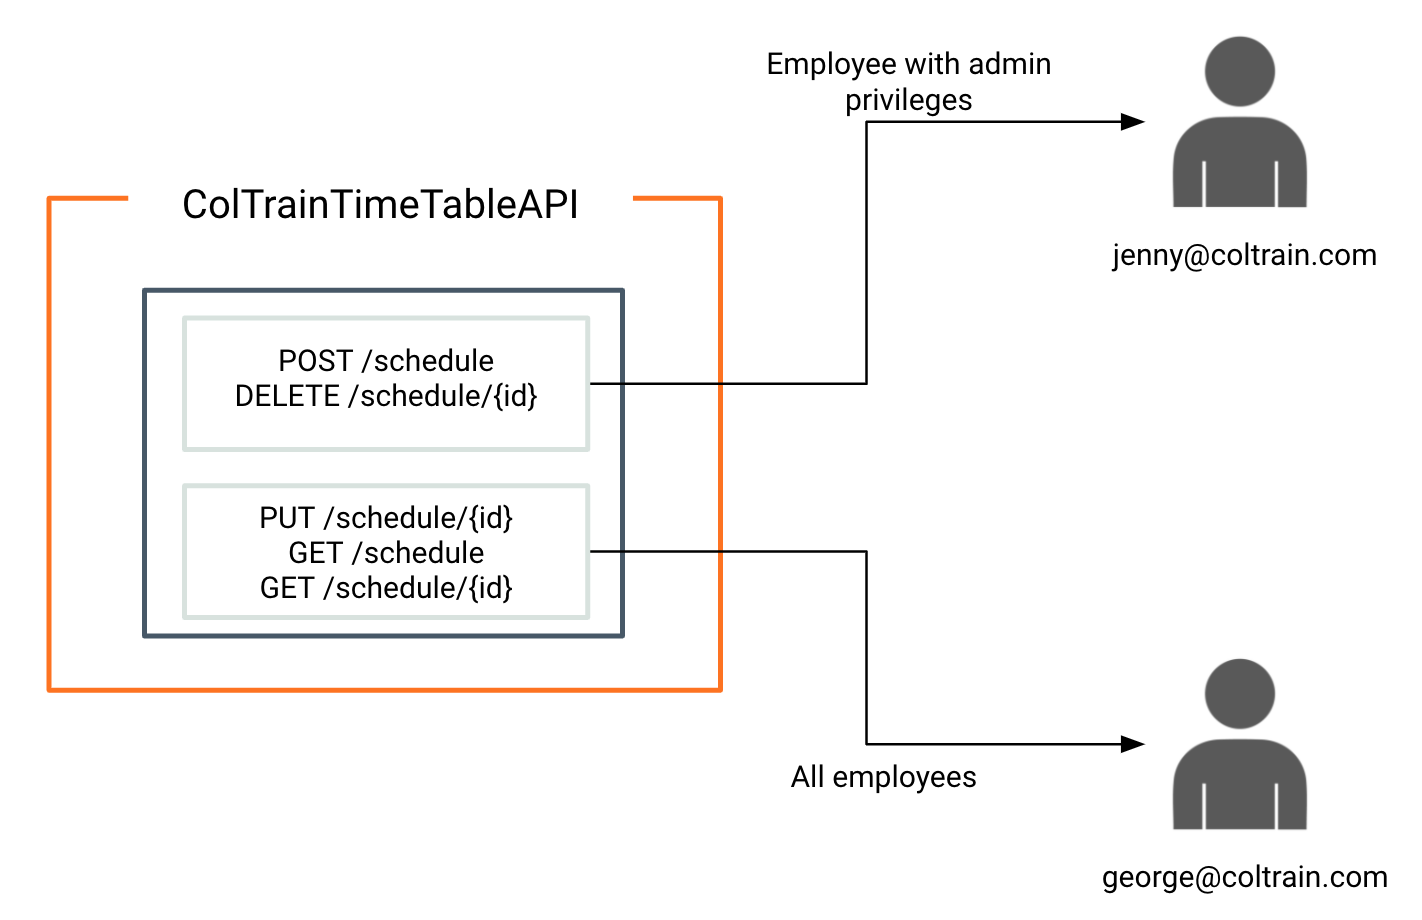 Employee with admin
privileges
jenny@coltrain.com
ColTrainTimeTableAPI
POST /schedule
DELETE /schedule/{id}
PUT /schedule/{id}
GET /schedule
GET /schedule/{id}
All employees
george@coltrain.com